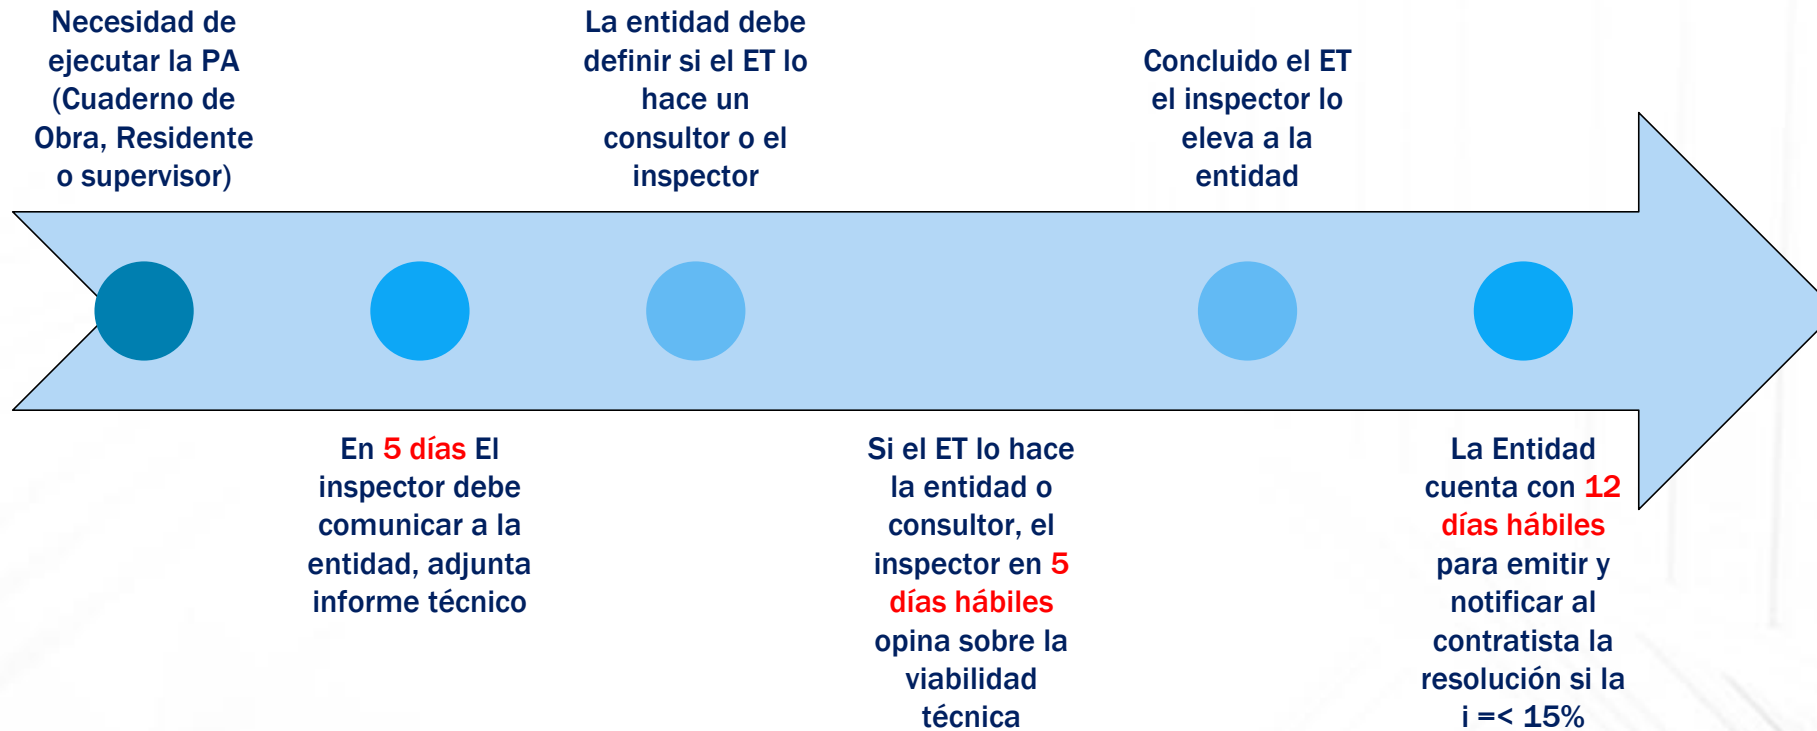 Necesidad de
ejecutar la PA
(Cuaderno de
Obra, Residente
o supervisor)
En 5 días El
inspector debe
comunicar a la
entidad, adjunta
informe técnico
La entidad debe
definir si el ET lo
hace un
consultor o el
inspector
Si el ET lo hace
la entidad o
consultor, el
inspector en 5
días hábiles
opina sobre la
viabilidad
técnica
Concluido el ET
el inspector lo
eleva a la
entidad
La Entidad
cuenta con 12
días hábiles
para emitir y
notificar al
contratista la
resolución si la
i =< 15%